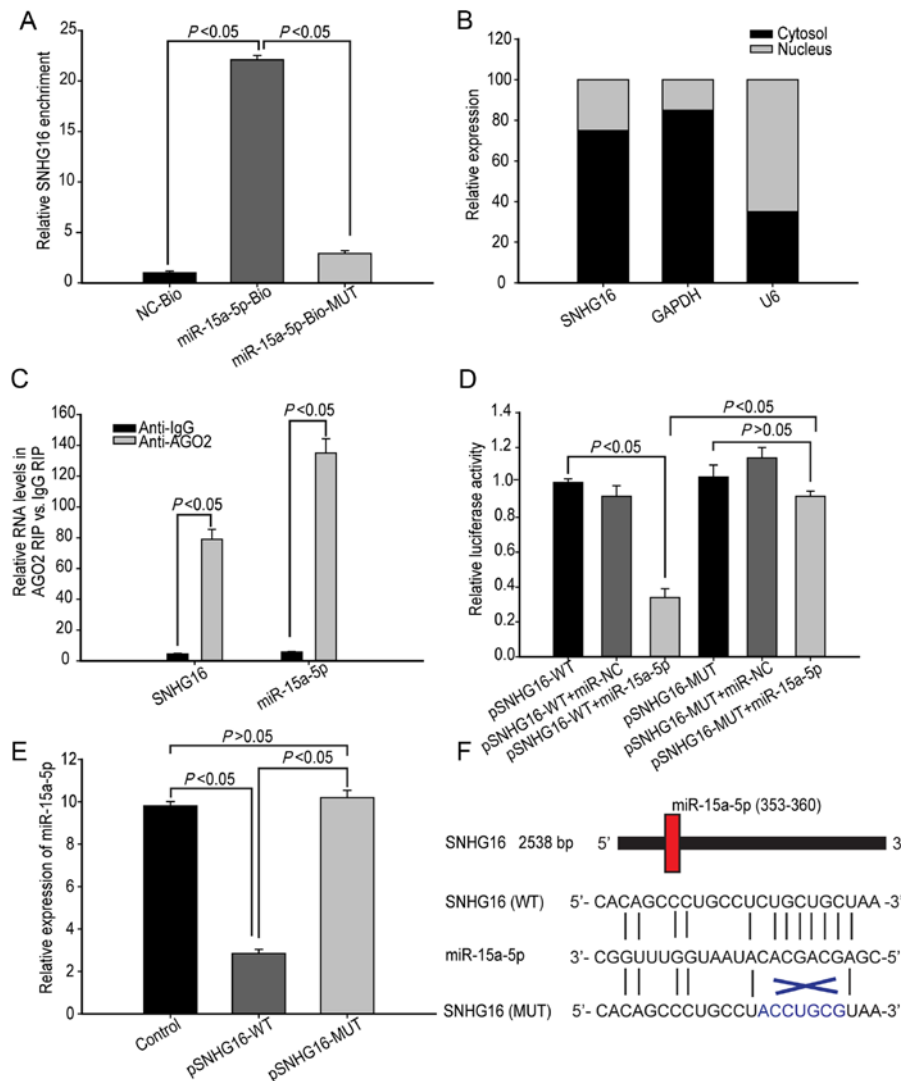 A
Relative SNHG16 enchriment
25
20
15
10
5
0
P<0.05
P<0.05
NC-Bio
miR-15a-5p-Bio
miR-15a-5p-Bio-MUT
B
Cytosol
Nucleus
Relative expression
120
100
80
60
40
20
0
SNHG16
GAPDH
U6
C
Relative RNA levels in
AGO2 RIP vs. IgG RIP
160
140
120
100
80
60
40
20
0
Anti-IgG
Anti-AGO2
P<0.05
P<0.05
SNHG16
miR-15a-5p
D
Relative luciferase activity
1.4
1.2
1.0
0.8
0.6
0.4
0.2
0.0
P<0.05
P<0.05
P>0.05
pSNHG16-WT
pSNHG16-WT+miR-NC
pSNHG16-WT+miR-15a-5p
pSNHG16-MUT
pSNHG16-MUT+miR-NC
pSNHG16-MUT+miR-15a-5p
E
Relative expression of miR-15a-5p
12
10
8
6
4
2
0
P>0.05
P<0.05
P<0.05
Control
pSNHG16-WT
pSNHG16-MUT
F
miR-15a-5p (353-360)
SNHG16 2538 bp 5’ 3’
SNHG16 (WT) 5’- CACAGCCCUGCCUCUGCUGCUAA -3’
miR-15a-5p 3’- CGGUUUGGUAAUACACGACGAGC-5’
SNHG16 (MUT) 5’- CACAGCCCUGCCUACCUGCGUAA-3’